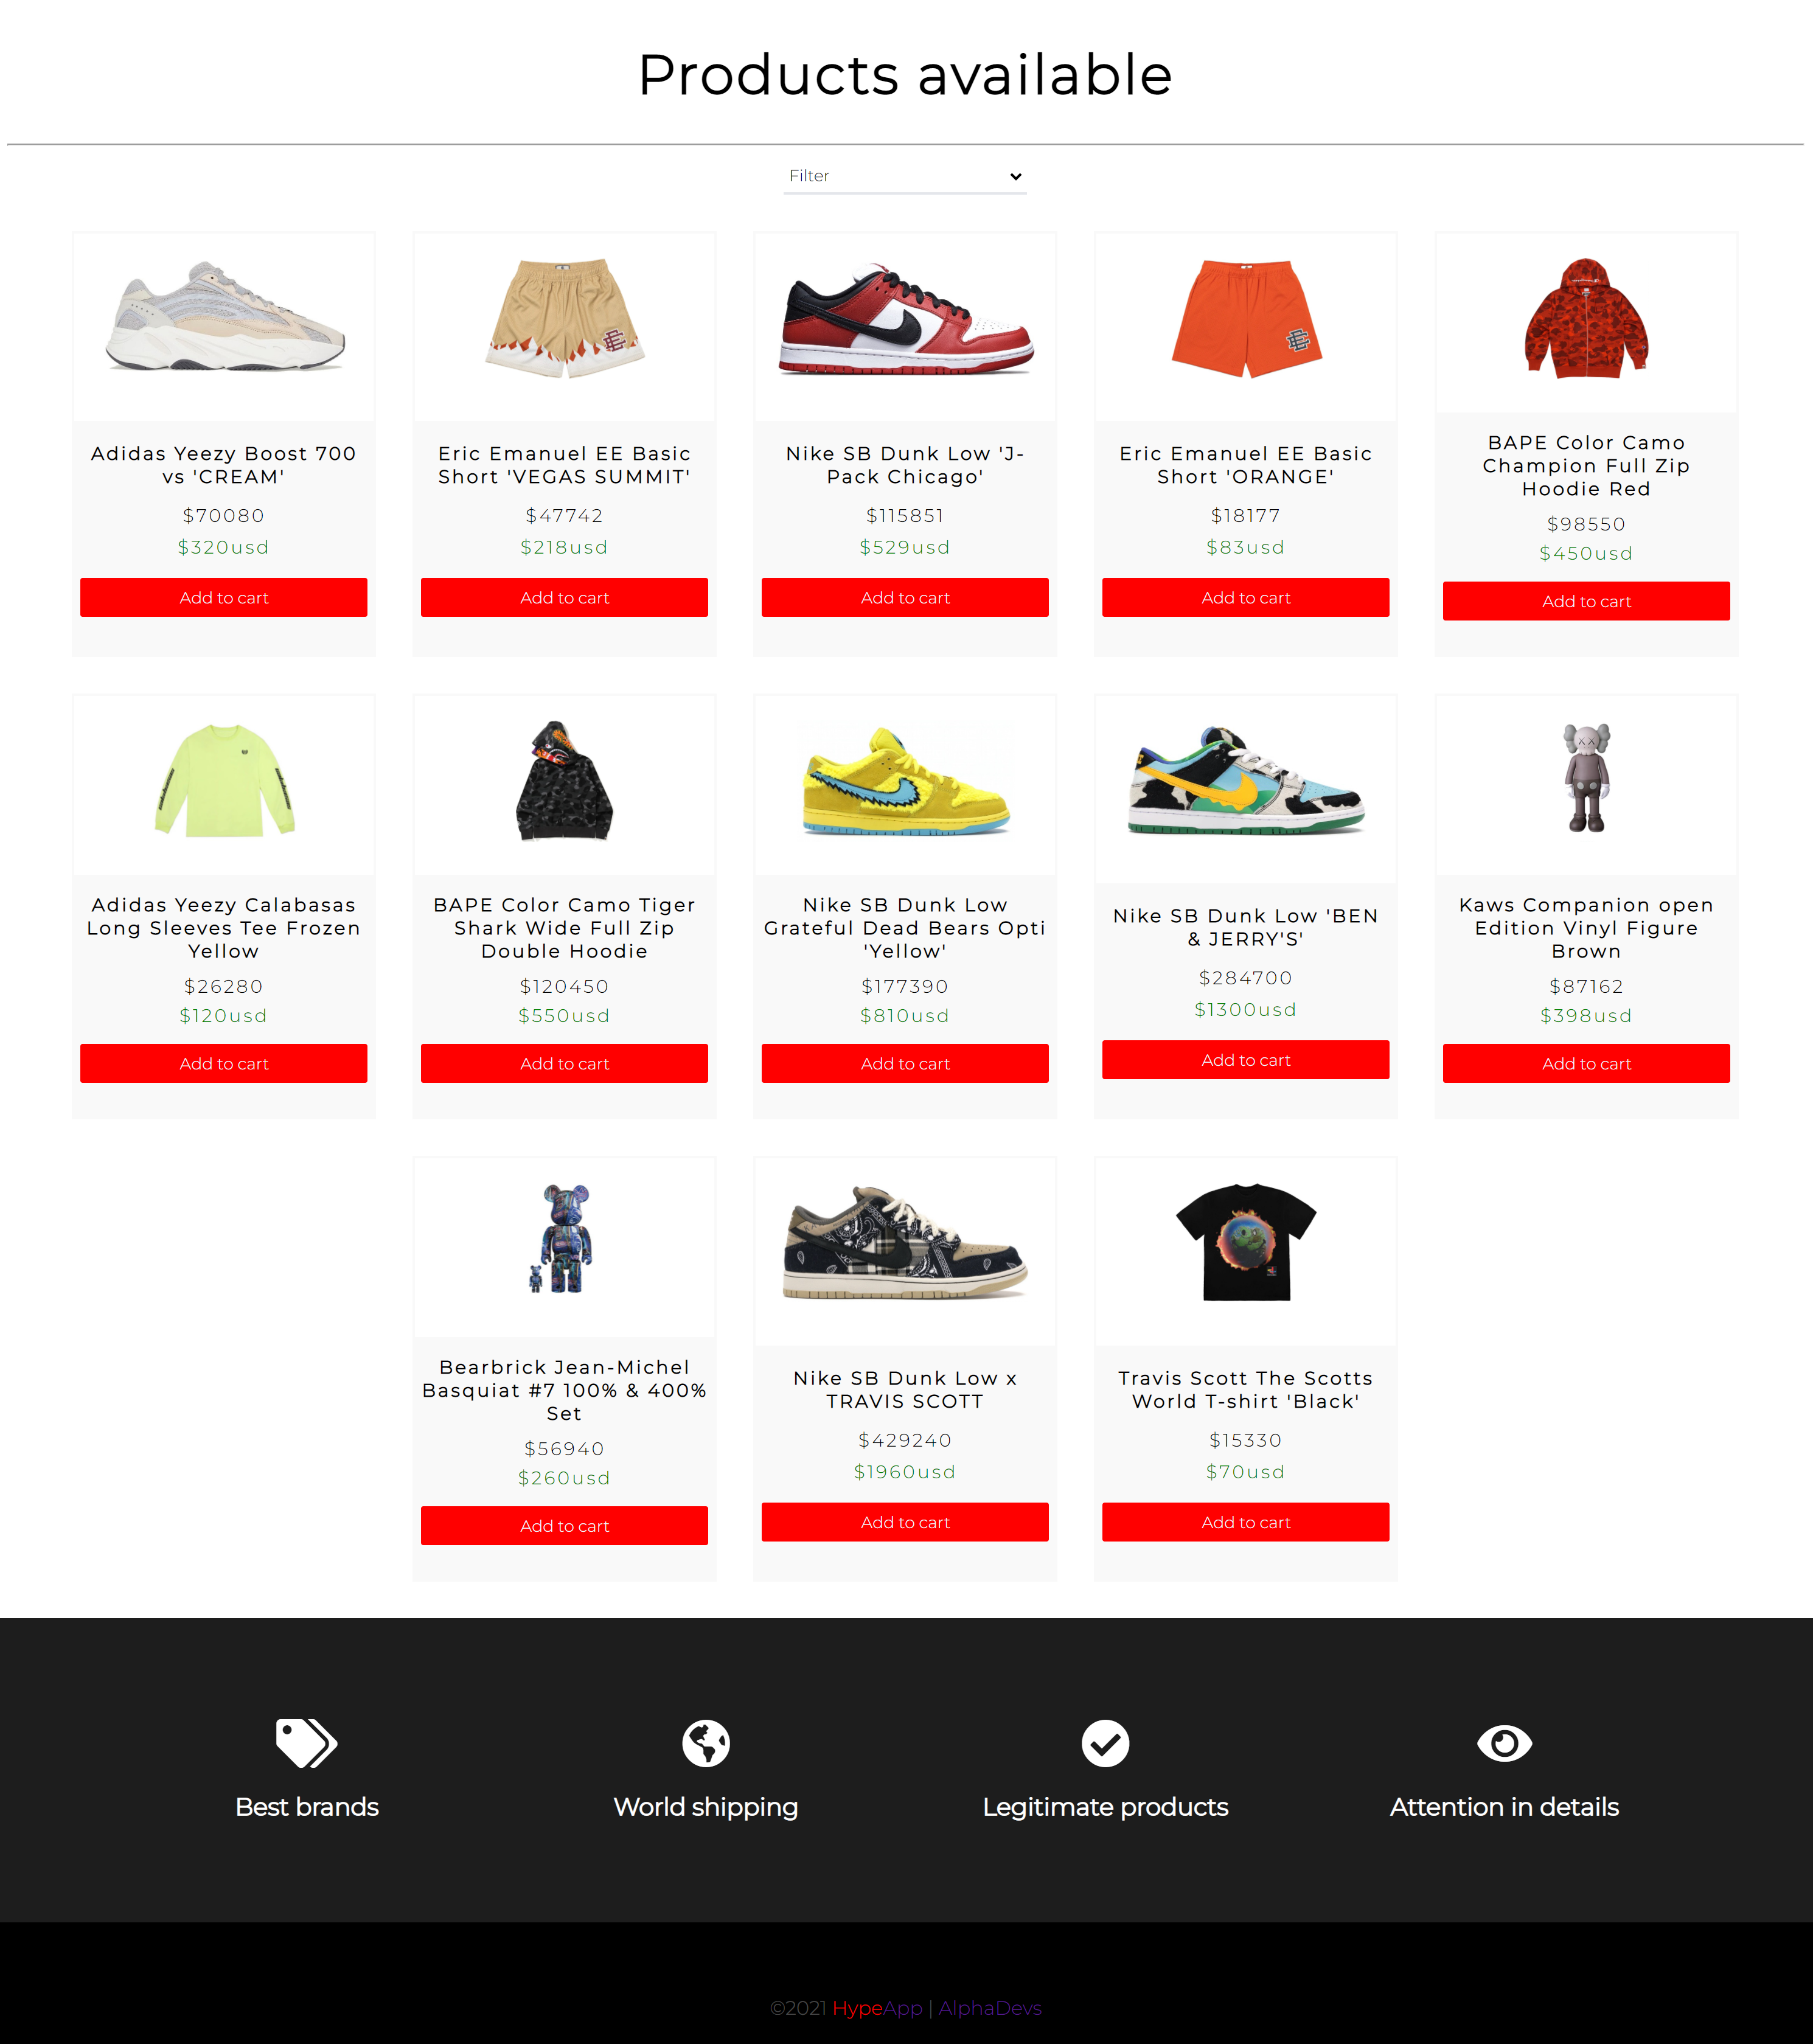 Products available
Filter
Adidas Yeezy Boost 700
vs 'CREAM'
$70080
$320usd
Add to cart
Eric Emanuel EE Basic
Short 'VEGAS SUMMIT'
$47742
$218usd
Add to cart
Nike SB Dunk Low 'J-
Pack Chicago'
$115851
$529usd
Add to cart
Eric Emanuel EE Basic
Short 'ORANGE'
$18177
$83usd
Add to cart
BAPE Color Camo
Champion Full Zip
Hoodie Red
$98550
$450usd
Add to cart
Adidas Yeezy Calabasas
Long Sleeves Tee Frozen
Yellow
$26280
$120usd
Add to cart
BAPE Color Camo Tiger
Shark Wide Full Zip
Double Hoodie
$120450
$550usd
Add to cart
Nike SB Dunk Low
Grateful Dead Bears Opti
'Yellow'
$177390
$810usd
Add to cart
Nike SB Dunk Low 'BEN
& JERRY'S'
$284700
$1300usd
Add to cart
Kaws Companion open
Edition Vinyl Figure
Brown
$87162
$398usd
Add to cart
Bearbrick Jean-Michel
Basquiat #7 100% & 400%
Set
$56940
$260usd
Add to cart
Nike SB Dunk Low x
TRAVIS SCOTT
$429240
$1960usd
Add to cart
Travis Scott The Scotts
World T-shirt 'Black'
$15330
$70usd
Add to cart
Best brands
World shipping
Legitimate products
Attention in details
©2021 HypeApp | AlphaDevs